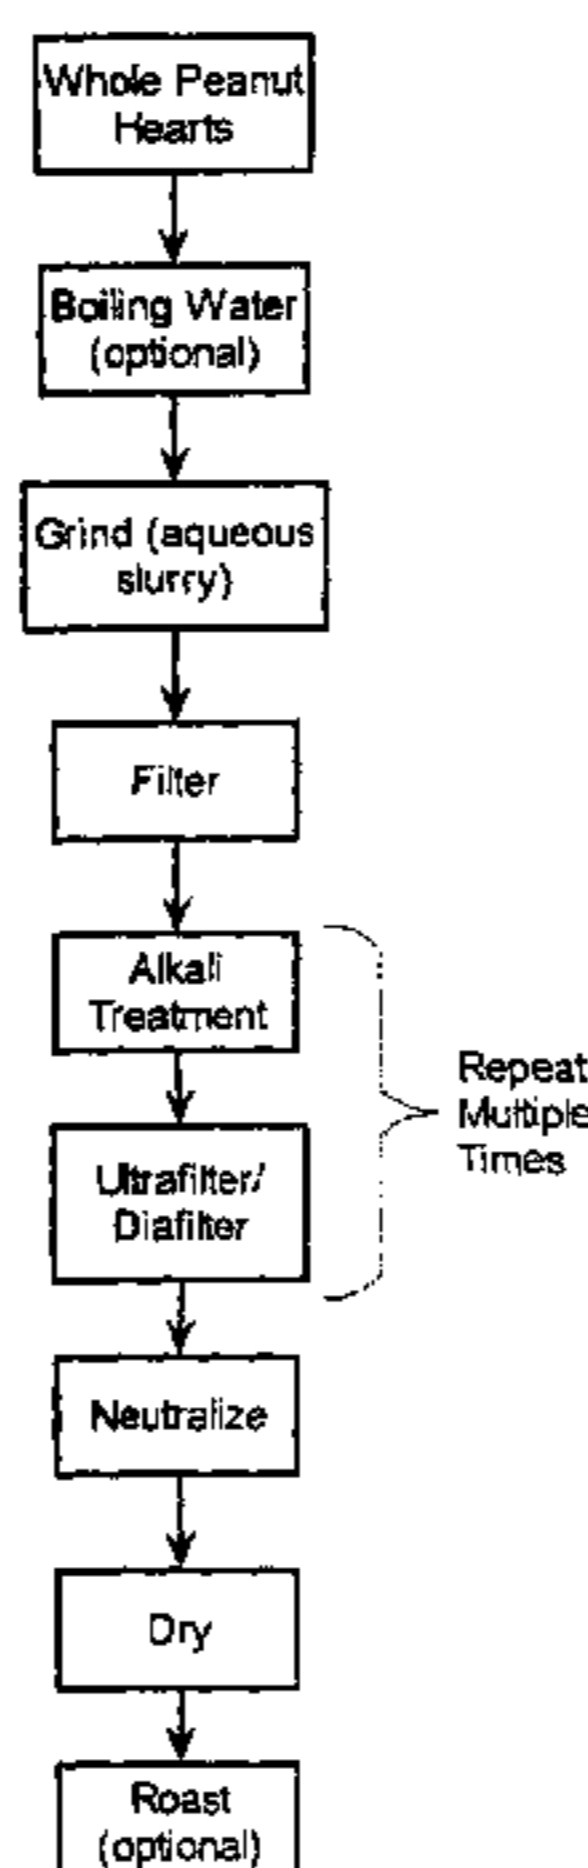 Whole Peanut
Hearts
Boiling Water
(optional)
Grind (aqueous
slurry)
Filter
Alkali
Treatment
Repeat
Multiple
Times
Ultrafilter/
Diafilter
Neutralize
Dry
Roast
(optional)